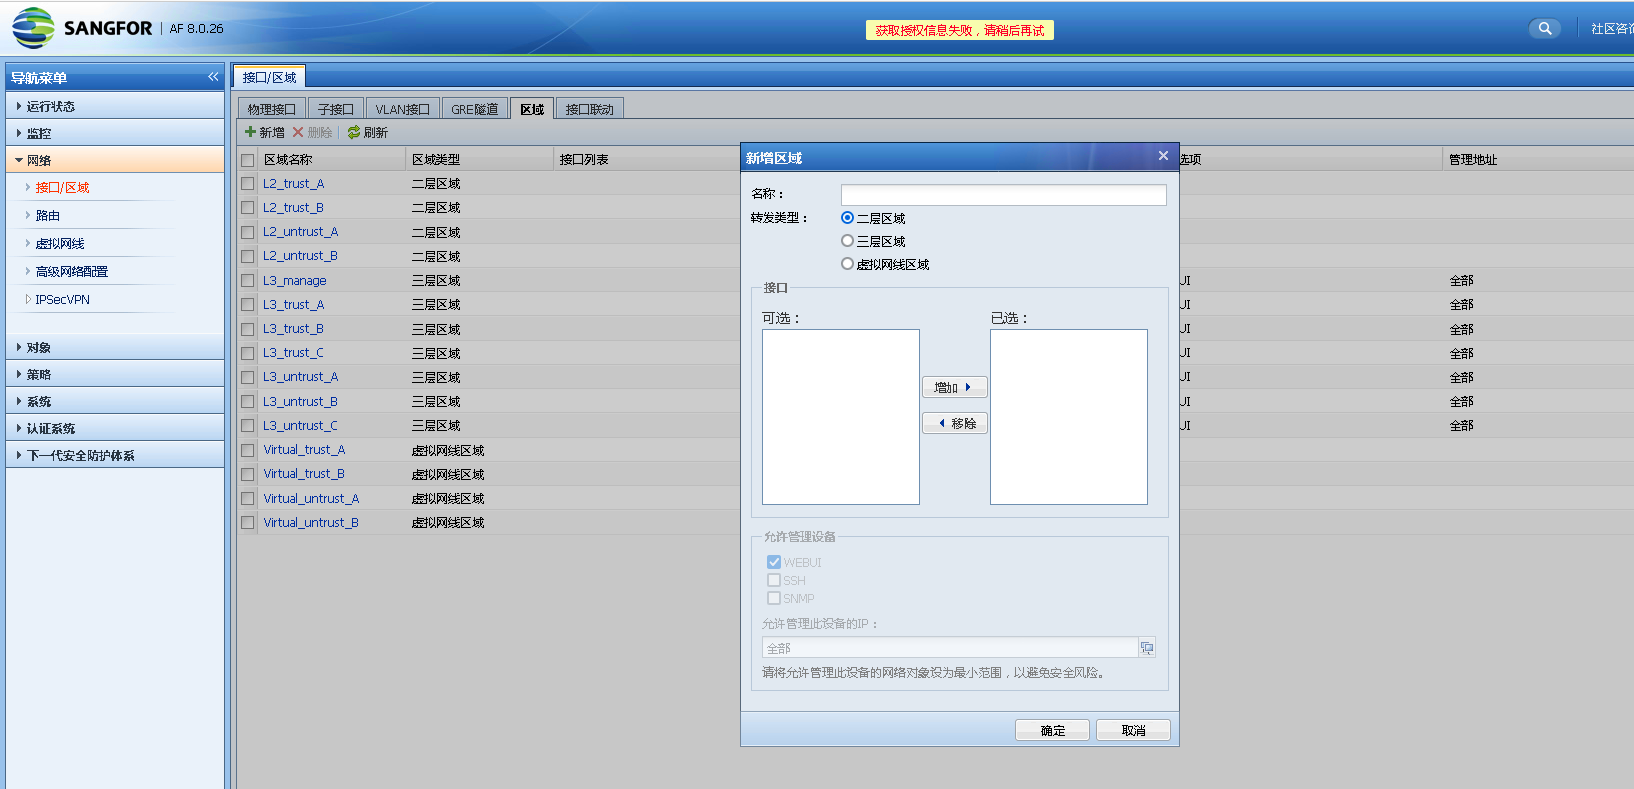 SANGFOR | AF 8.0.26
获取授权信息失败，请稍后再试
社区咨询
导航菜单
运行状态
监控
网络
接口/区域
路由
虚拟网线
高级网络配置
IPSecVPN
对象
策略
系统
认证系统
下一代安全防护体系
接口/区域
物理接口 子接口 VLAN接口 GRE隧道 区域 接口联动
新增 删除 刷新
区域名称 区域类型 接口列表 选项 管理地址
L2_trust_A 二层区域
L2_trust_B 二层区域
L2_untrust_A 二层区域
L2_untrust_B 二层区域
L3_manage 三层区域 UI 全部
L3_trust_A 三层区域 UI 全部
L3_trust_B 三层区域 UI 全部
L3_trust_C 三层区域 UI 全部
L3_untrust_A 三层区域 UI 全部
L3_untrust_B 三层区域 UI 全部
L3_untrust_C 三层区域 UI 全部
Virtual_trust_A 虚拟网线区域
Virtual_trust_B 虚拟网线区域
Virtual_untrust_A 虚拟网线区域
Virtual_untrust_B 虚拟网线区域
新增区域
名称：
转发类型： 二层区域
三层区域
虚拟网线区域
接口
可选： 已选：
增加
移除
允许管理设备
WEBUI
SSH
SNMP
允许管理此设备的IP：
全部
请将允许管理此设备的网络对象设为最小范围，以避免安全风险。
确定 取消